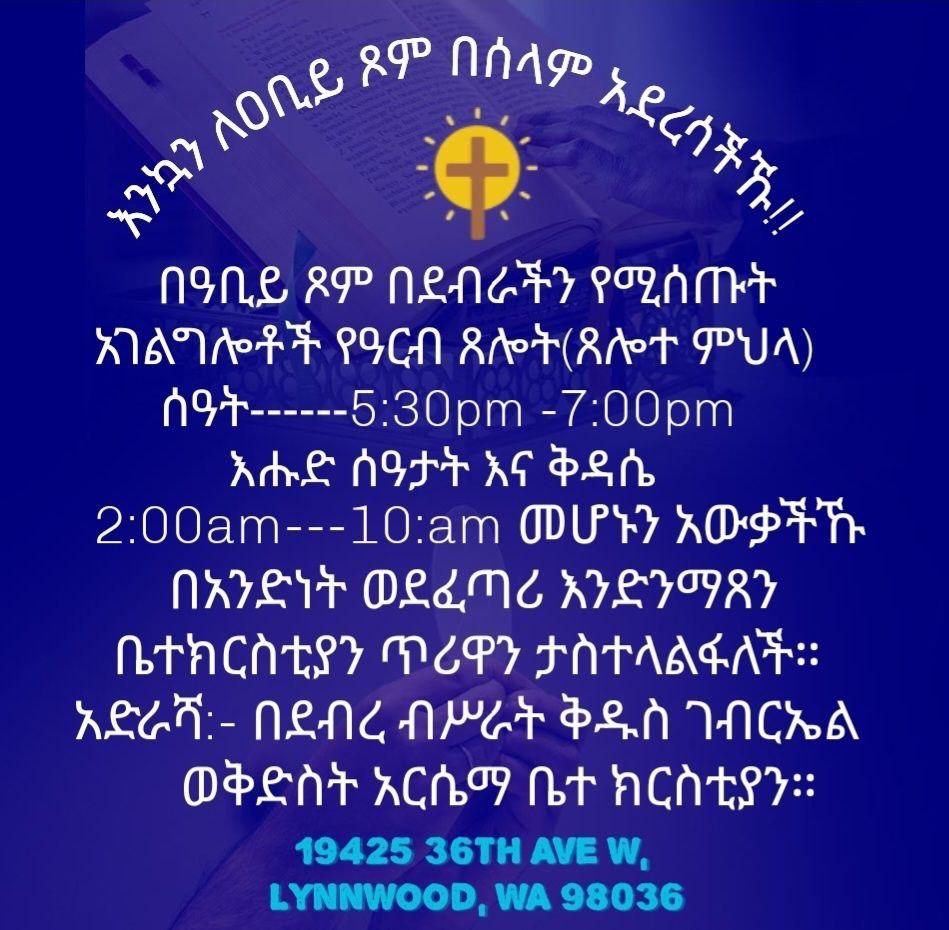 እንኳን ለዐቢይ ጾም በሰላም አደረሳችኹ!!
በዓቢይ ጾም በደብራችን የሚሰጡት
አገልግሎቶች የዓርብ ጸሎት(ጸሎተ ምህላ)
ሰዓት------5:30pm -7:00pm
እሑድ ሰዓታት እና ቅዳሴ
2:00am---10:am መሆኑን አውቃችኹ
በአንድነት ወደፈጣሪ እንድንማጸን
ቤተክርስቲያን ጥሪዋን ታስተላልፋለች።
አድራሻ:- በደብረ ብሥራት ቅዱስ ገብርኤል
ወቅድስት አርሴማ ቤተ ክርስቲያን።
19425 36TH AVE W,
LYNNWOOD, WA 98036